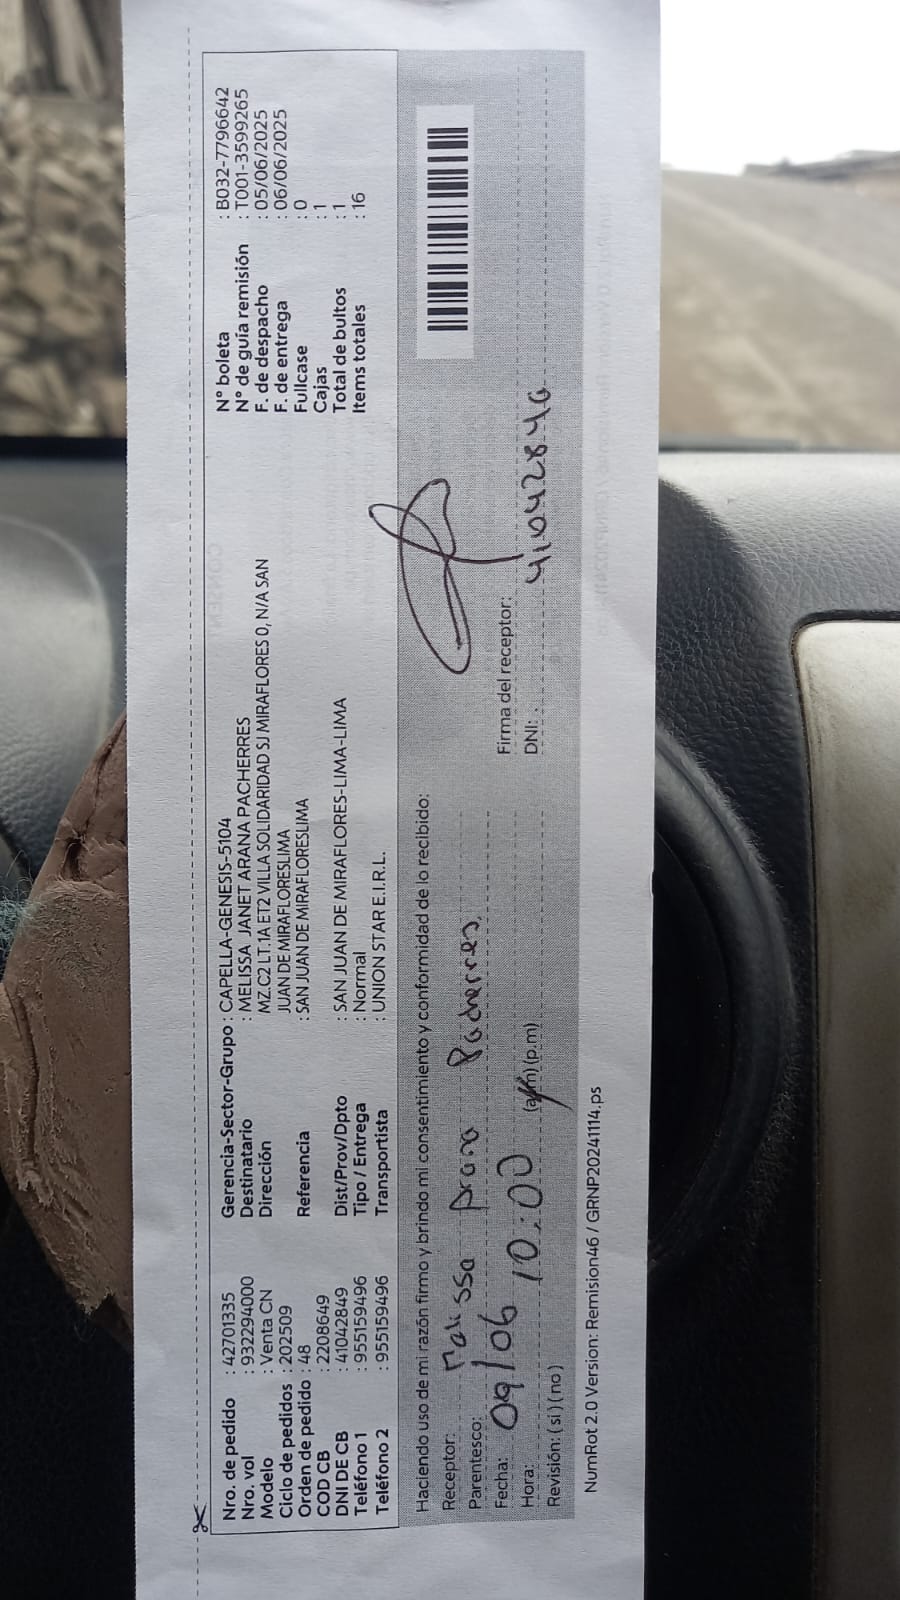 Nro. de pedido : 42701335
Nro. vol : 932294000
Modelo : Venta CN
Ciclo de pedidos : 202509
Orden de pedido : 48
COD CB : 2208649
DNI DE CB : 41042849
Teléfono 1 : 955159496
Teléfono 2 : 955159496
Gerencia-Sector-Grupo : CAPELLA-GENESIS-5104
Destinatario : MELISSA JANET ARANA PACHERRES
Dirección : MZ.C2 LT.1A ET2 VILLA SOLIDARIDAD SJ MIRAFLORES 0, N/A SAN
JUAN DE MIRAFLORESLIMA
Referencia : SAN JUAN DE MIRAFLORESLIMA
Dist/Prov/Dpto : SAN JUAN DE MIRAFLORES-LIMA-LIMA
Tipo / Entrega : Normal
Transportista : UNION STAR E.I.R.L.
N° boleta : B032-7796642
N° de guía remisión : T001-3599265
F. de despacho : 05/06/2025
F. de entrega : 06/06/2025
Fullcase : 0
Cajas : 1
Total de bultos : 1
Items totales : 16
Haciendo uso de mi razón firmo y brindo mi consentimiento y conformidad de lo recibido:
Receptor: Pacherres
Parentesco:
Fecha: 09/06
Hora: 10:00 (a.m) (p.m)
Revisión: ( si ) ( no )
Firma del receptor:
DNI: 
NumRot 2.0 Version: Remision46 / GRNP20241114.ps